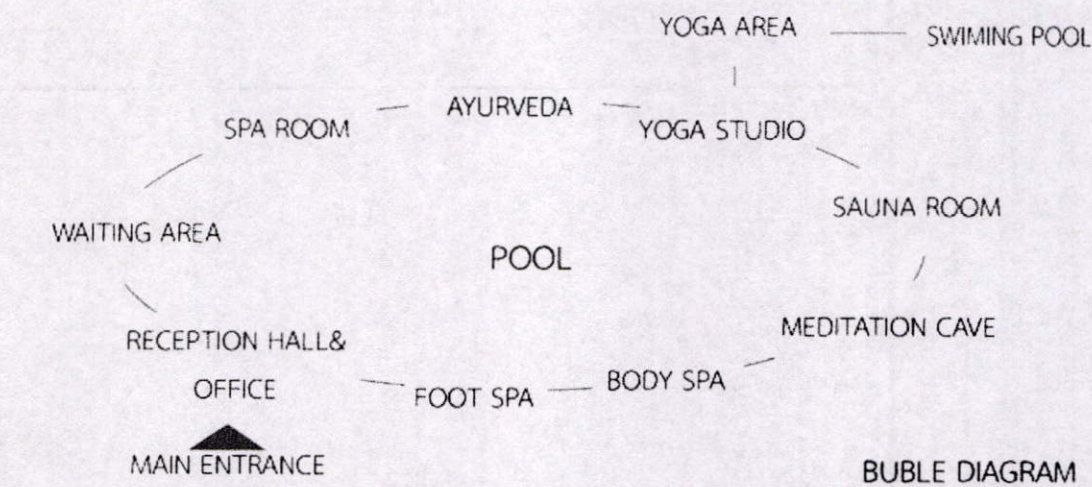 YOGA AREA
SWIMING POOL
AYURVEDA
SPA ROOM
YOGA STUDIO
SAUNA ROOM
WAITING AREA
POOL
MEDITATION CAVE
RECEPTION HALL&
OFFICE
FOOT SPA
BODY SPA
MAIN ENTRANCE
BUBLE DIAGRAM